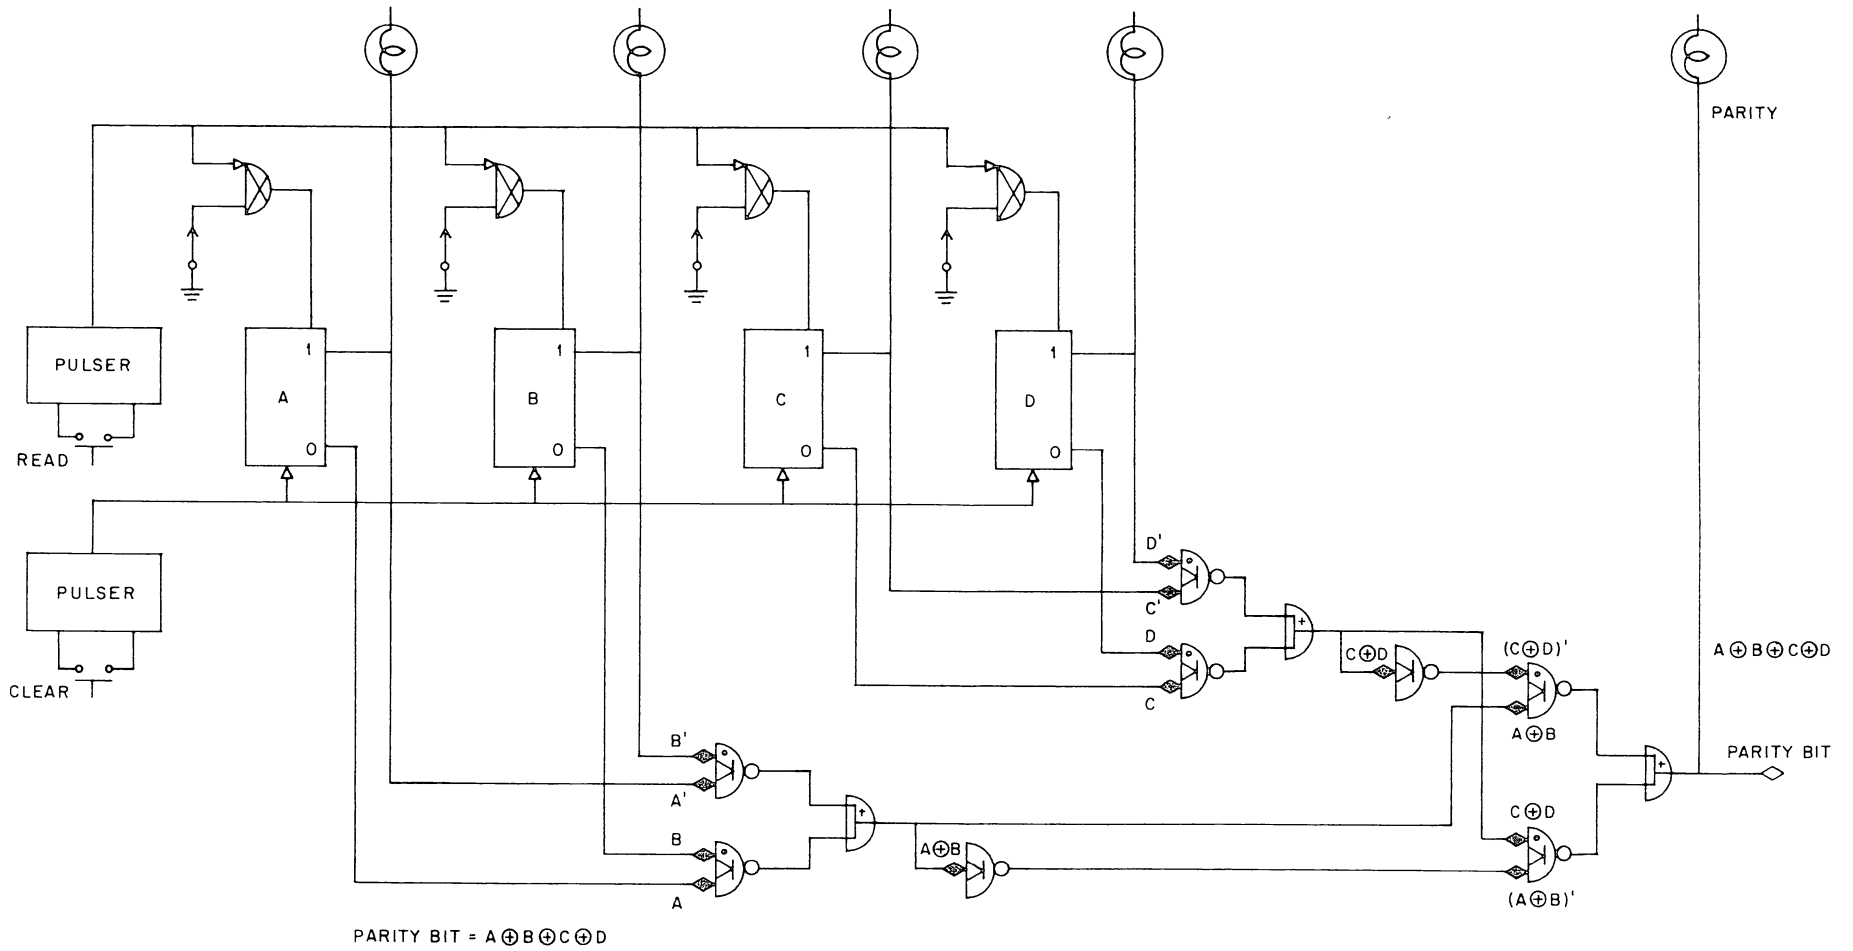 PARITY
1
1
1
1
PULSER
A
B
C
D
0
0
0
0
READ
D'
C'
PULSER
D
+
C⊕D
(C⊕D)'
A⊕B⊕C⊕D
CLEAR
C
A⊕B
B'
PARITY BIT
+
A'
+
C⊕D
B
A⊕B
A
(A⊕B)'
PARITY BIT = A⊕B⊕C⊕D